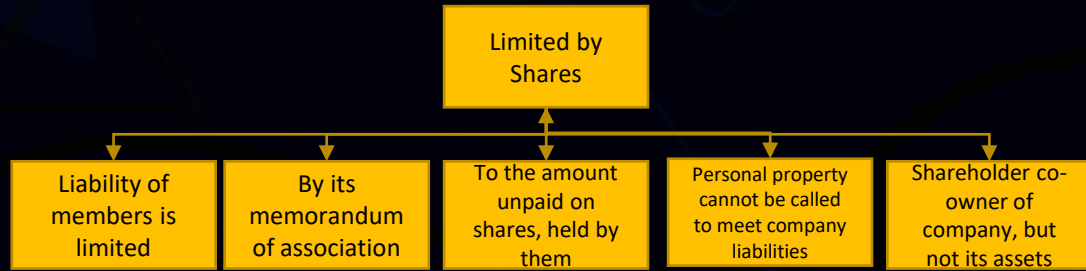 Limited by
Shares
Liability of
members is
limited
By its
memorandum
of association
To the amount
unpaid on
shares, held by
them
Personal property
cannot be called
to meet company
liabilities
Shareholder co-
owner of
company, but
not its assets